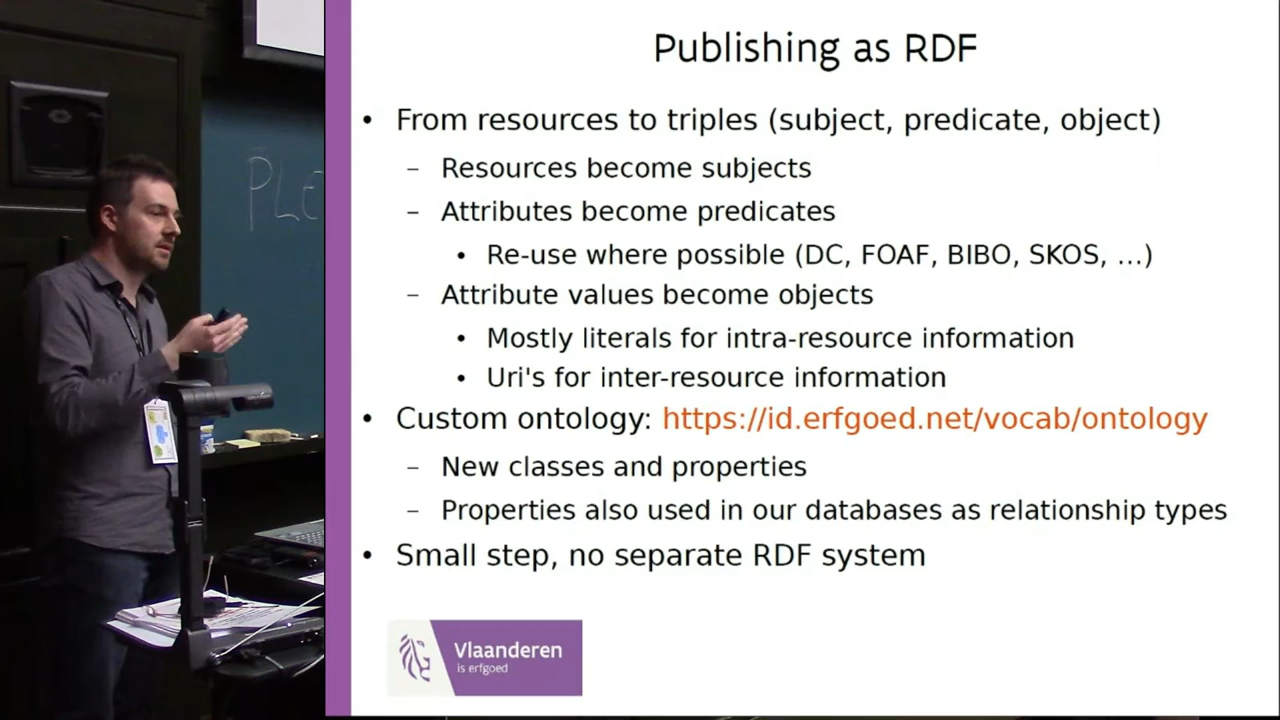 Publishing as RDF
• From resources to triples (subject, predicate, object)
– Resources become subjects
– Attributes become predicates
• Re-use where possible (DC, FOAF, BIBO, SKOS, ...)
– Attribute values become objects
• Mostly literals for intra-resource information
• Uri's for inter-resource information
• Custom ontology: https://id.erfgoed.net/vocab/ontology
– New classes and properties
– Properties also used in our databases as relationship types
• Small step, no separate RDF system
Vlaanderen
is erfgoed
PLE